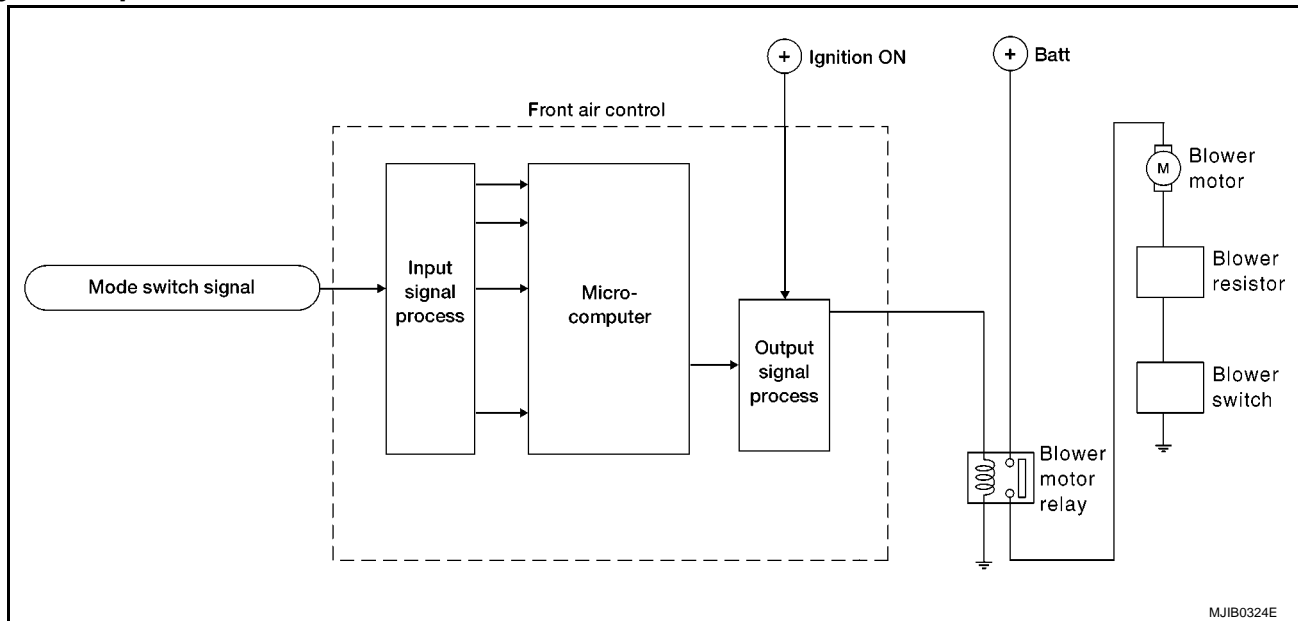 + Ignition ON
+ Batt
Front air control
Mode switch signal
Input
signal
process
Micro-
computer
Output
signal
process
M
Blower
motor
Blower
resistor
Blower
switch
Blower
motor
relay
MJIB0324E